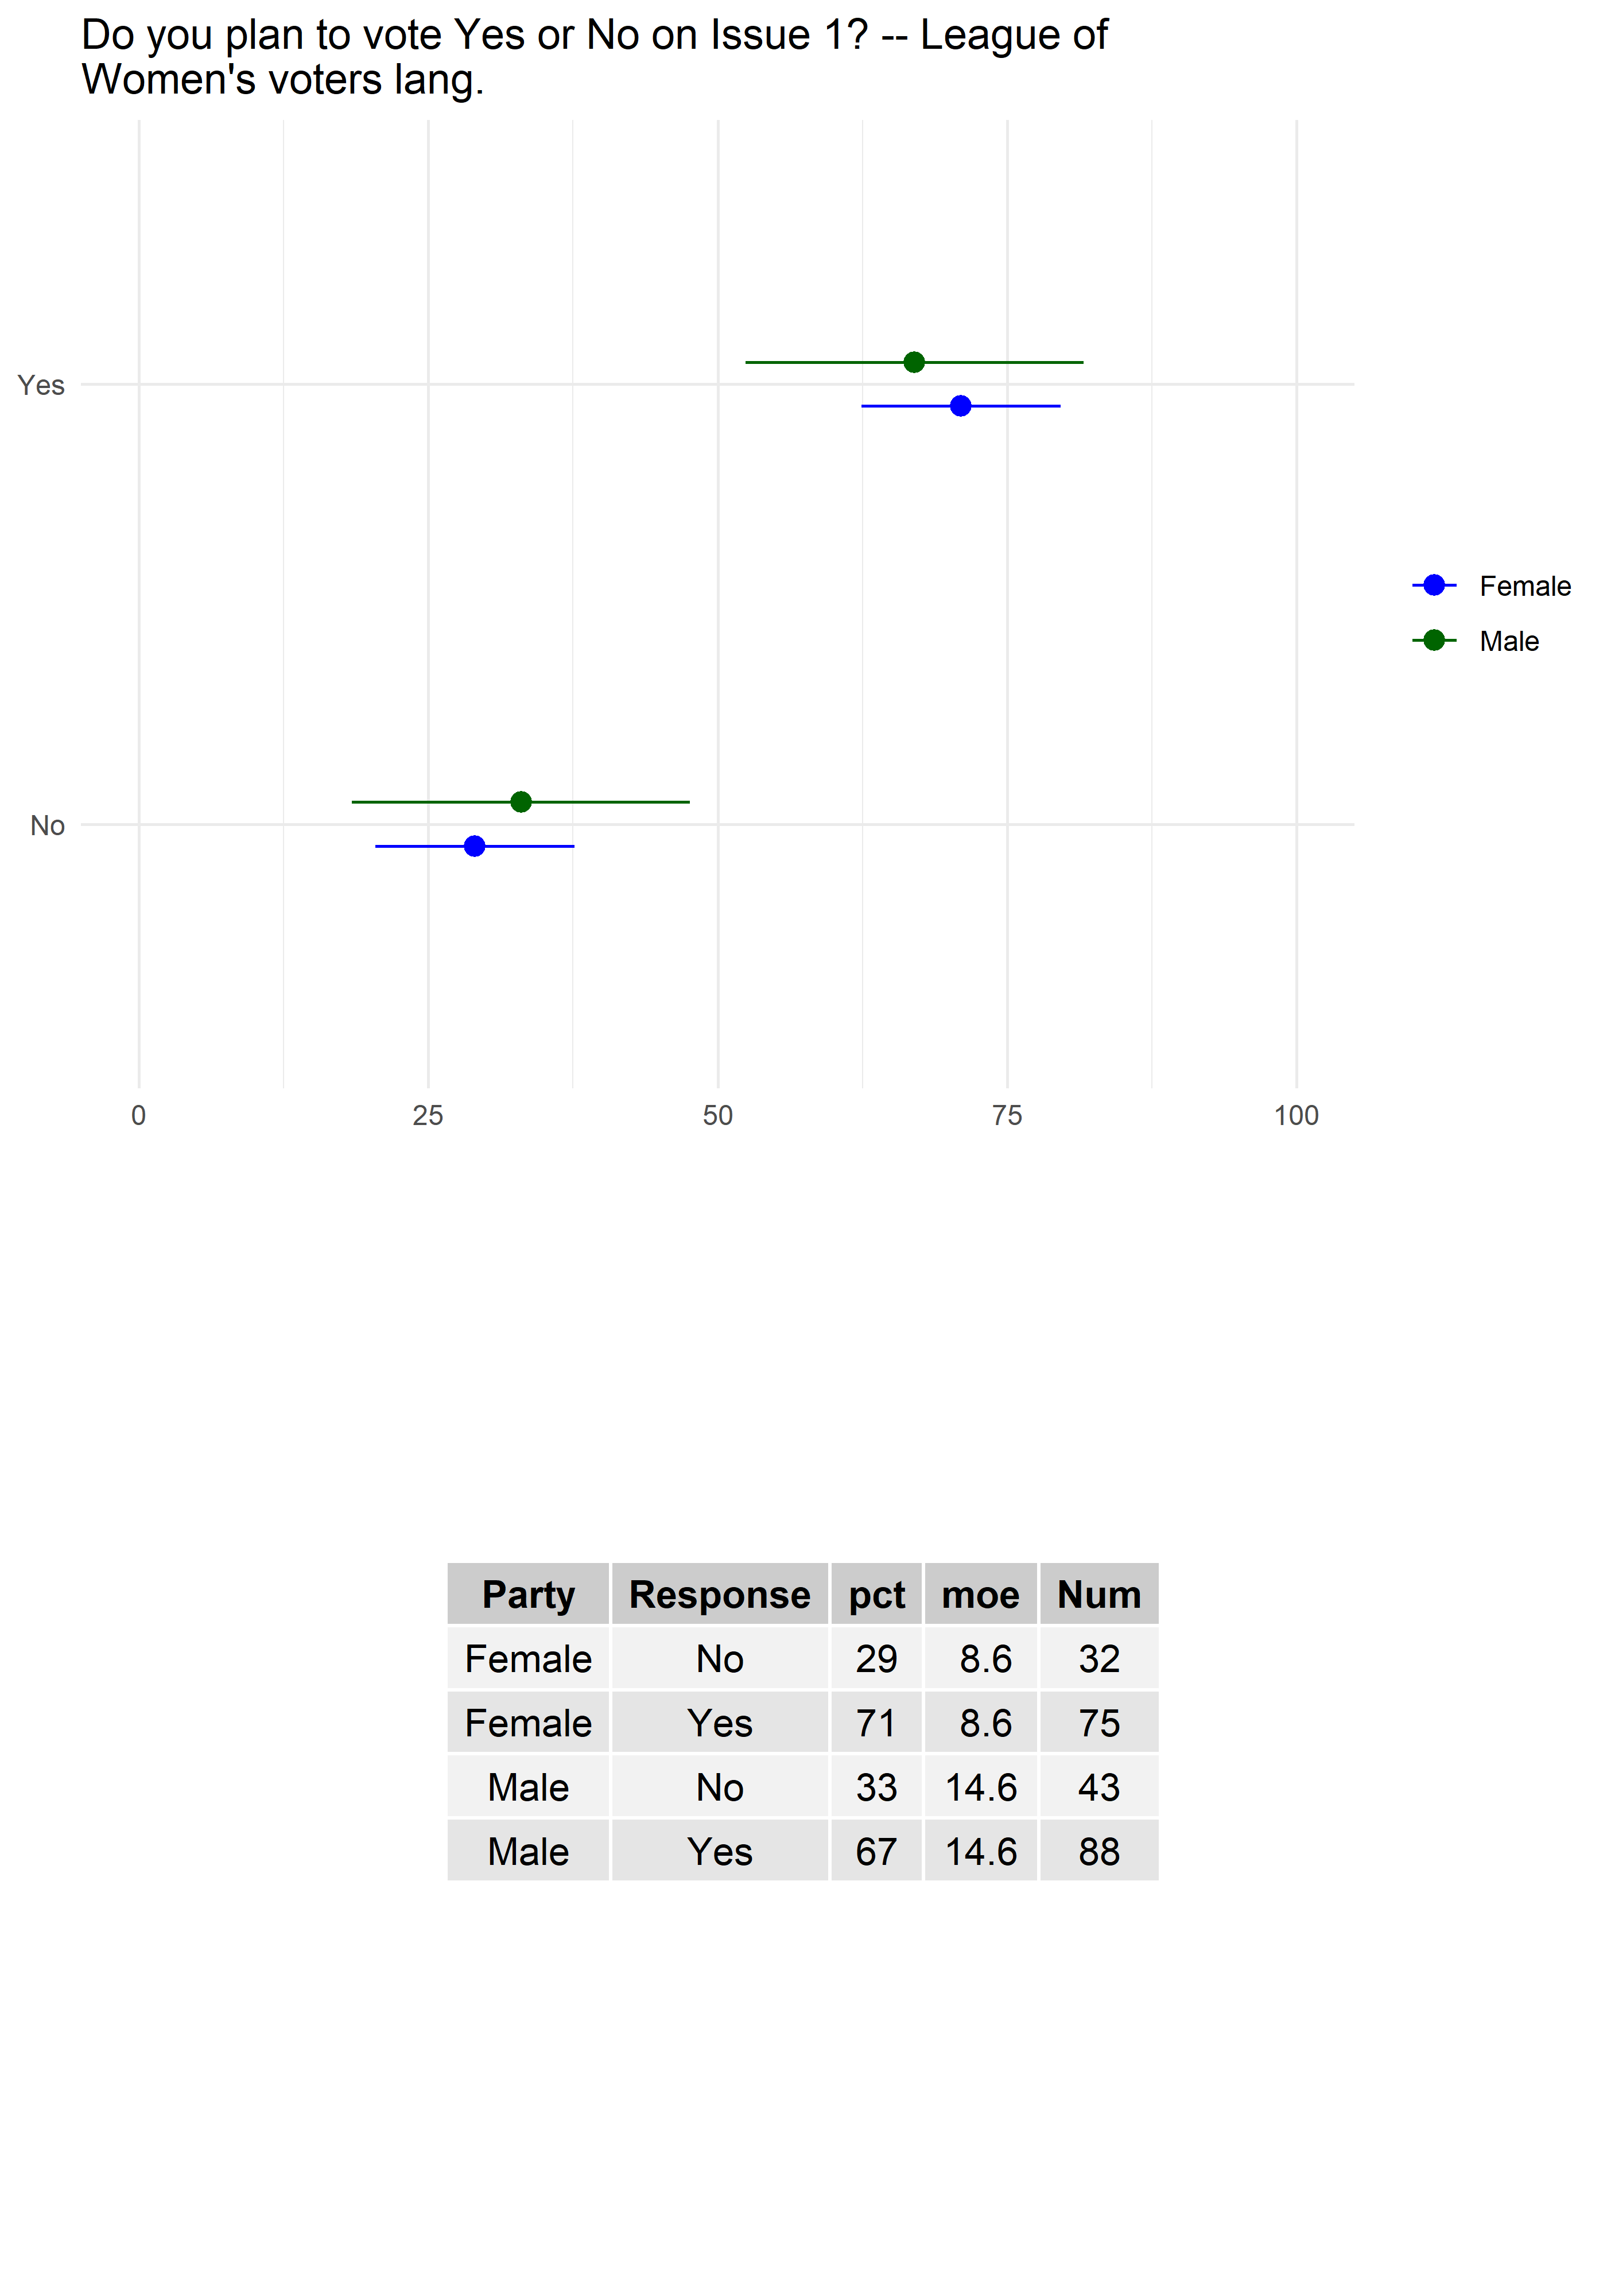 Do you plan to vote Yes or No on Issue 1? -- League of
Women's voters lang.
Yes
No
Female
Male
0 25 50 75 100
Party Response pct moe Num
Female No 29 8.6 32
Female Yes 71 8.6 75
Male No 33 14.6 43
Male Yes 67 14.6 88